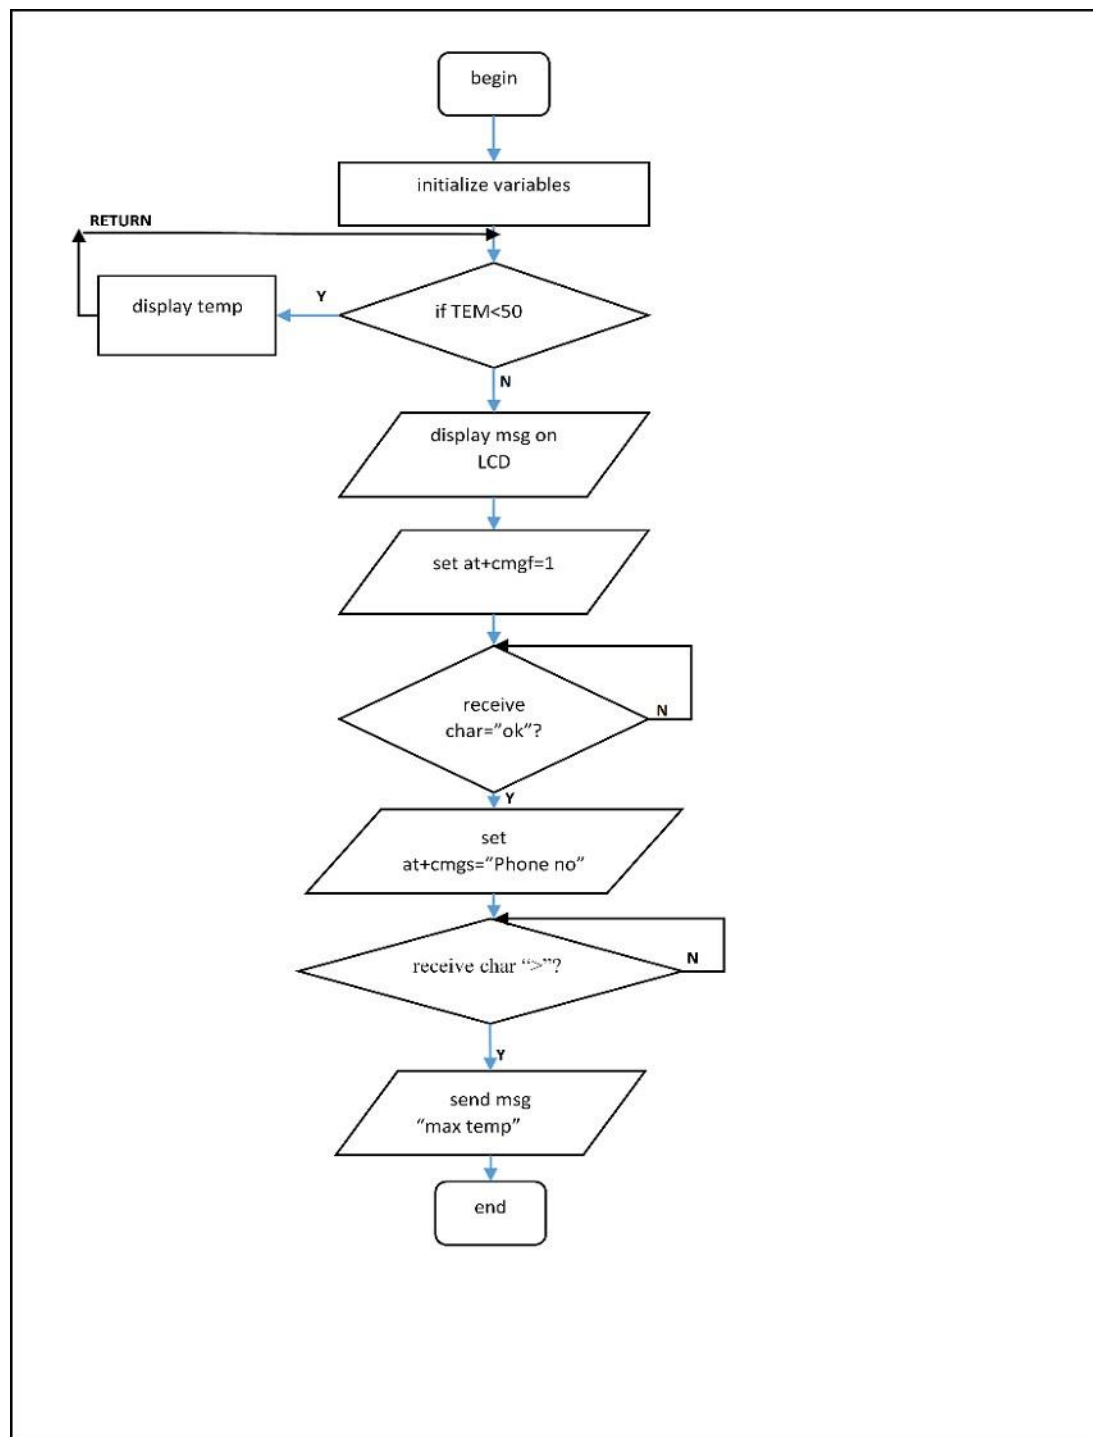 begin
initialize variables
RETURN
display temp
Y
if TEM<50
N
display msg on
LCD
set at+cmgf=1
receive
char=”ok”?
N
Y
set
at+cmgs=”Phone no”
receive char “>”?
N
Y
send msg
“max temp”
end